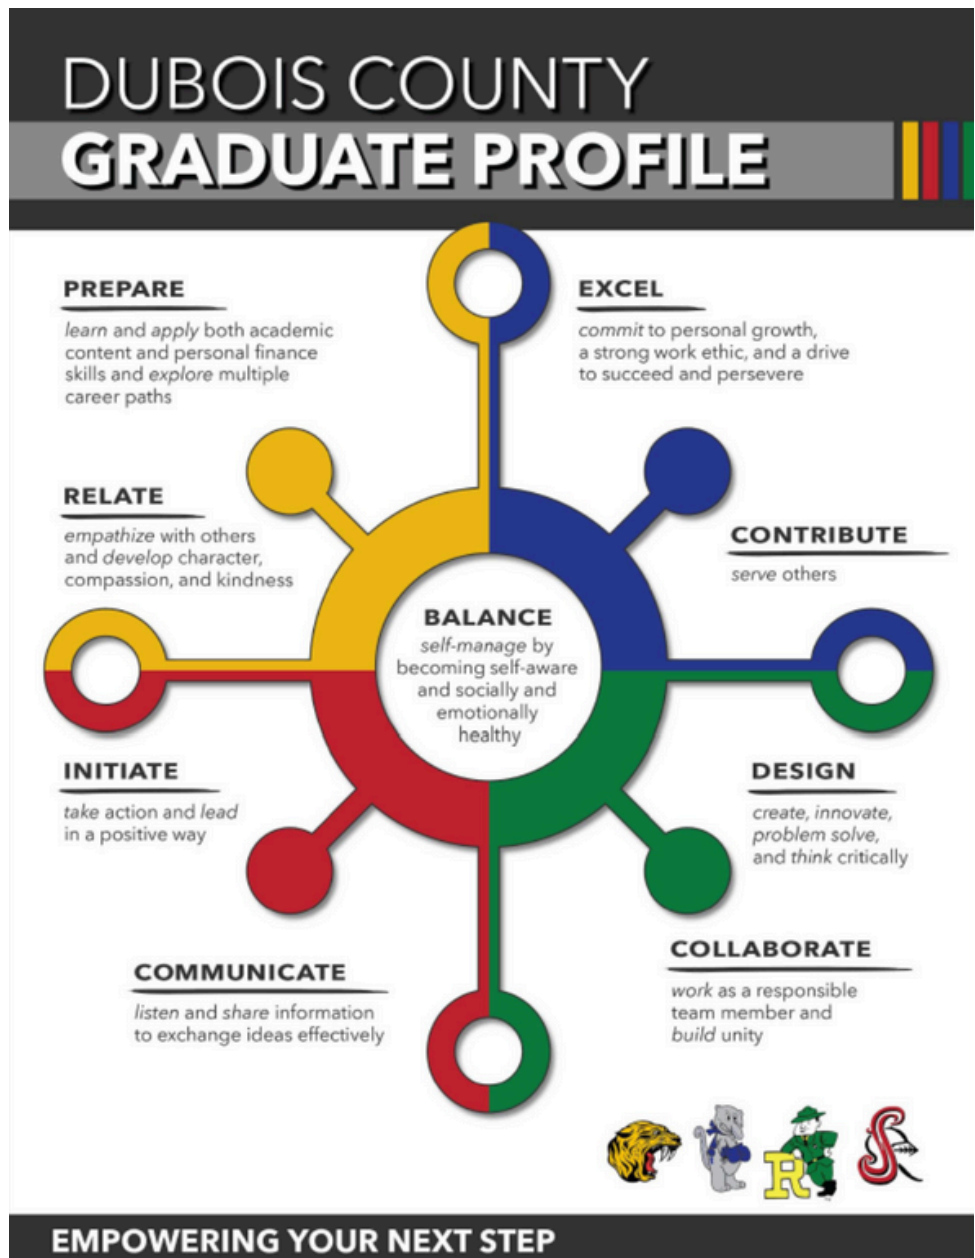 DUBOIS COUNTY
GRADUATE PROFILE
PREPARE
learn and apply both academic
content and personal finance
skills and explore multiple
career paths
EXCEL
commit to personal growth,
a strong work ethic, and a drive
to succeed and persevere
RELATE
empathize with others
and develop character,
compassion, and kindness
CONTRIBUTE
serve others
BALANCE
self-manage by
becoming self-aware
and socially and
emotionally
healthy
INITIATE
take action and lead
in a positive way
DESIGN
create, innovate,
problem solve,
and think critically
COMMUNICATE
listen and share information
to exchange ideas effectively
COLLABORATE
work as a responsible
team member and
build unity
R
S
EMPOWERING YOUR NEXT STEP